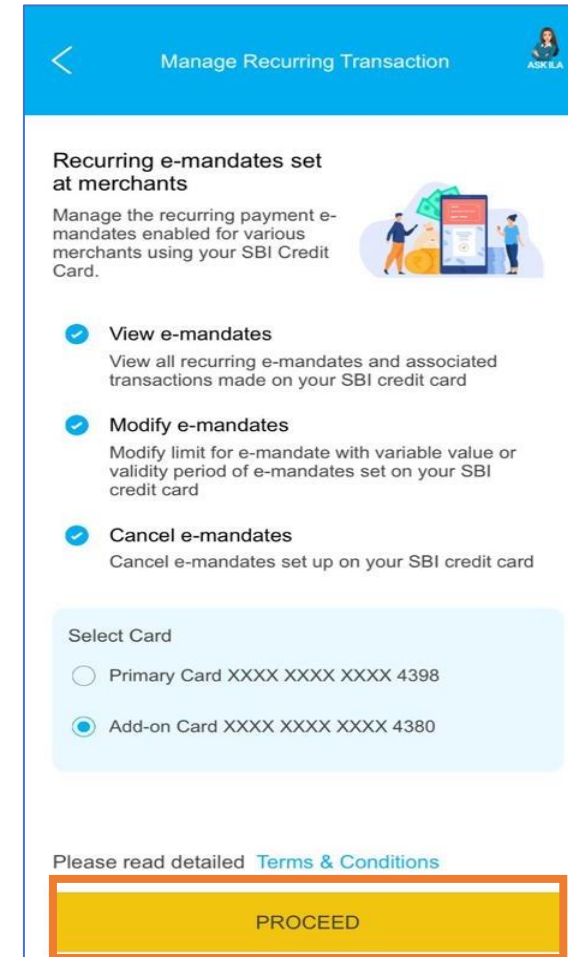 Manage Recurring Transaction
ASK ILA
Recurring e-mandates set
at merchants
Manage the recurring payment e-
mandates enabled for various
merchants using your SBI Credit
Card.
View e-mandates
View all recurring e-mandates and associated
transactions made on your SBI credit card
Modify e-mandates
Modify limit for e-mandate with variable value or
validity period of e-mandates set on your SBI
credit card
Cancel e-mandates
Cancel e-mandates set up on your SBI credit card
Select Card
Primary Card XXXX XXXX XXXX 4398
Add-on Card XXXX XXXX XXXX 4380
Please read detailed Terms & Conditions
PROCEED